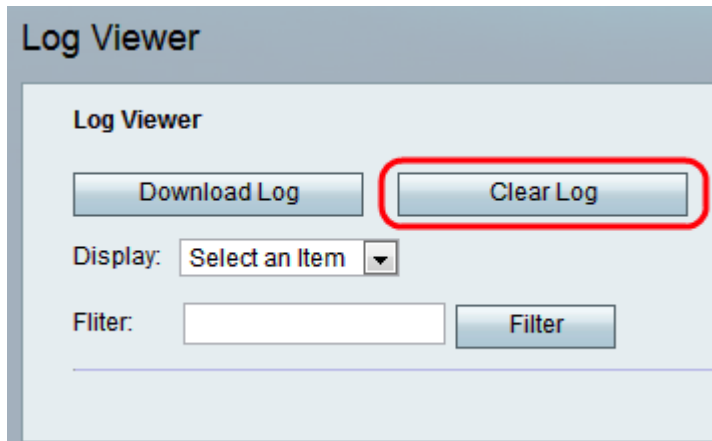 Log Viewer
Log Viewer
Download Log Clear Log
Display: Select an Item
Fliter: Filter